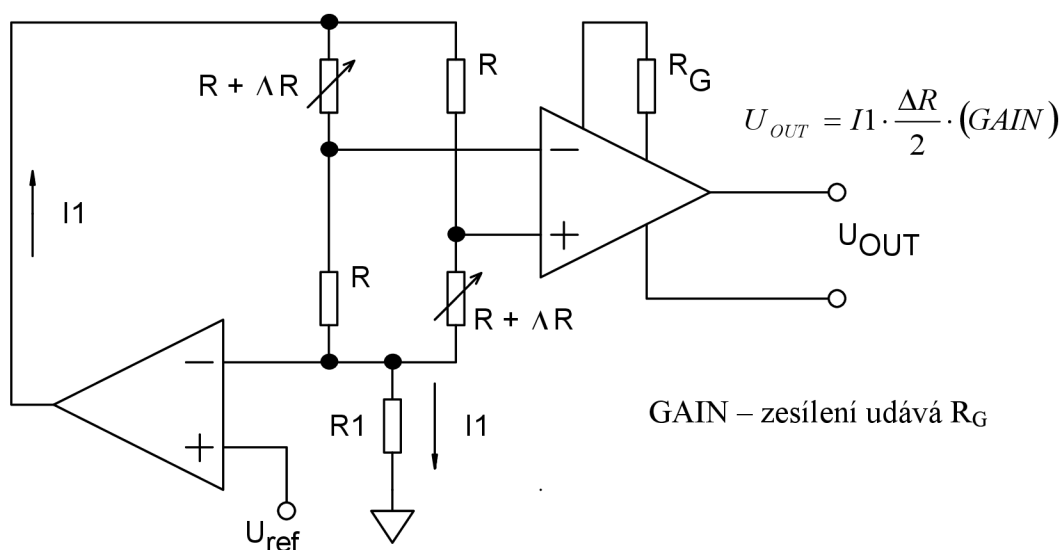 R + ΛR
R
R_G
U_OUT = I1 · ΔR/2 · (GAIN)
−
I1
+
U_OUT
R
R + ΛR
−
R1
I1
GAIN – zesílení udává R_G
+
U_ref